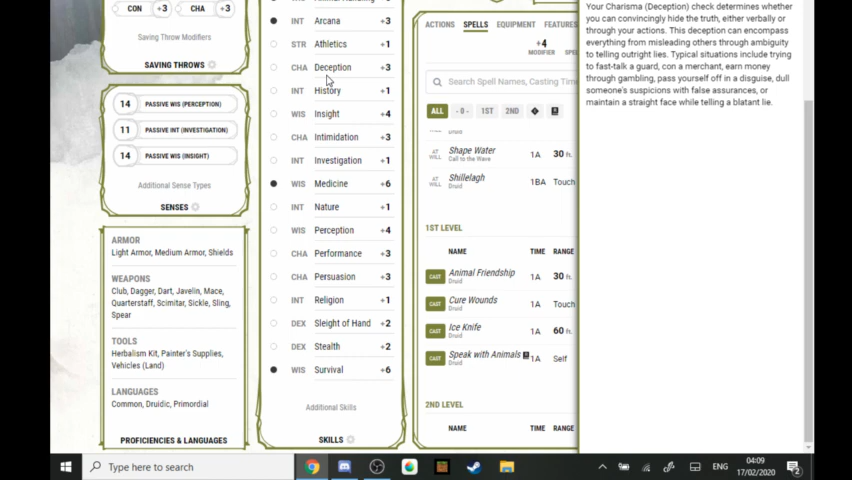 CON +3 CHA +3
Saving Throw Modifiers
SAVING THROWS
14 PASSIVE WIS (PERCEPTION)
11 PASSIVE INT (INVESTIGATION)
14 PASSIVE WIS (INSIGHT)
Additional Sense Types
SENSES
ARMOR
Light Armor, Medium Armor, Shields
WEAPONS
Club, Dagger, Dart, Javelin, Mace,
Quarterstaff, Scimitar, Sickle, Sling,
Spear
TOOLS
Herbalism Kit, Painter's Supplies,
Vehicles (Land)
LANGUAGES
Common, Druidic, Primordial
PROFICIENCIES & LANGUAGES
INT Arcana +3
STR Athletics +1
CHA Deception +3
INT History +1
WIS Insight +4
CHA Intimidation +3
INT Investigation +1
WIS Medicine +6
INT Nature +1
WIS Perception +4
CHA Performance +3
CHA Persuasion +3
INT Religion +1
DEX Sleight of Hand +2
DEX Stealth +2
WIS Survival +6
Additional Skills
SKILLS
ACTIONS SPELLS EQUIPMENT FEATURES
+4
MODIFIER SPEL
Search Spell Names, Casting Time
ALL - 0 - 1ST 2ND
AT WILL Shape Water 1A 30 ft.
Call to the Wave
AT WILL Shillelagh 1BA Touch
Druid
1ST LEVEL
NAME TIME RANGE
CAST Animal Friendship 1A 30 ft.
Druid
CAST Cure Wounds 1A Touch
Druid
CAST Ice Knife 1A 60 ft.
Druid
CAST Speak with Animals 1A Self
Druid
2ND LEVEL
NAME TIME RANGE
Your Charisma (Deception) check determines whether
you can convincingly hide the truth, either verbally or
through your actions. This deception can encompass
everything from misleading others through ambiguity
to telling outright lies. Typical situations include trying
to fast-talk a guard, con a merchant, earn money
through gambling, pass yourself off in a disguise, dull
someone's suspicions with false assurances, or
maintain a straight face while telling a blatant lie.
Type here to search
ENG
04:09
17/02/2020
2